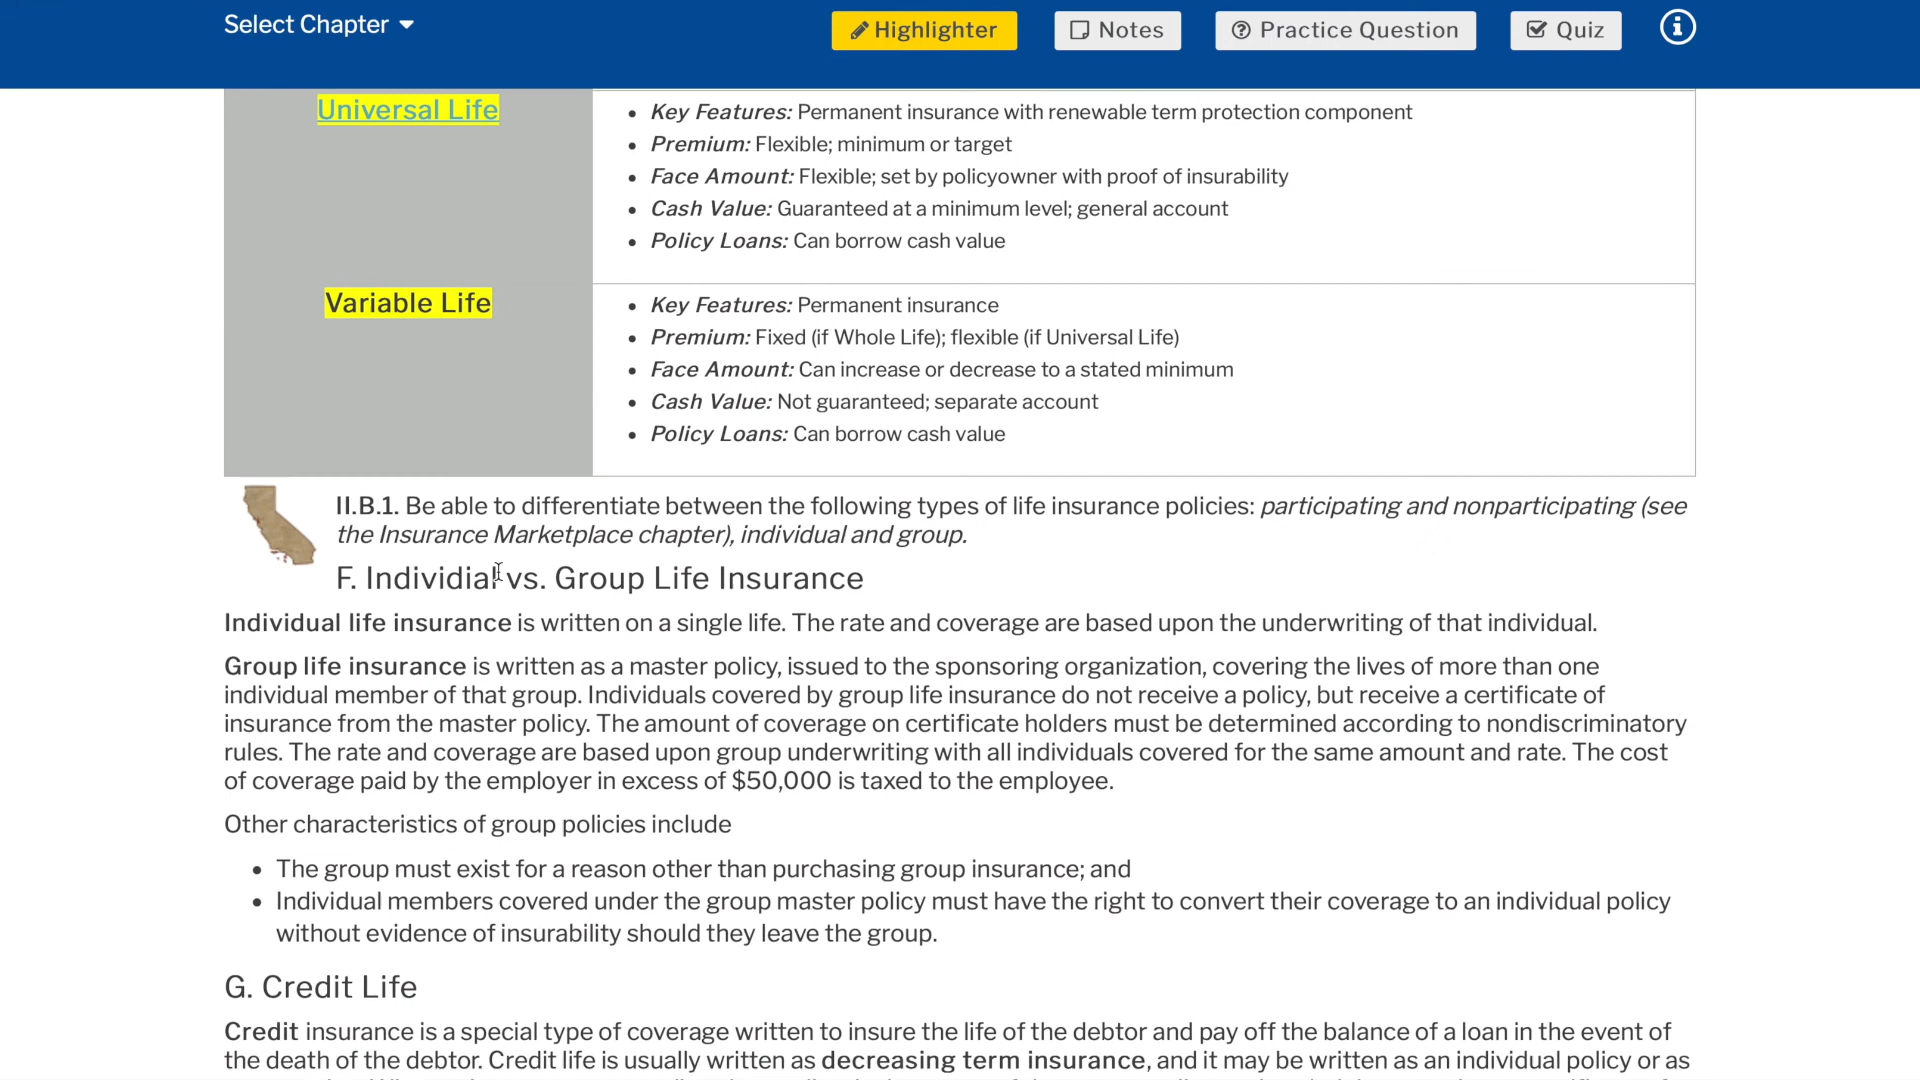 Select Chapter
Highlighter
Notes
Practice Question
Quiz
Universal Life
Key Features: Permanent insurance with renewable term protection component
Premium: Flexible; minimum or target
Face Amount: Flexible; set by policyowner with proof of insurability
Cash Value: Guaranteed at a minimum level; general account
Policy Loans: Can borrow cash value
Variable Life
Key Features: Permanent insurance
Premium: Fixed (if Whole Life); flexible (if Universal Life)
Face Amount: Can increase or decrease to a stated minimum
Cash Value: Not guaranteed; separate account
Policy Loans: Can borrow cash value
II.B.1. Be able to differentiate between the following types of life insurance policies: participating and nonparticipating (see
the Insurance Marketplace chapter), individual and group.
F. Individial vs. Group Life Insurance
Individual life insurance is written on a single life. The rate and coverage are based upon the underwriting of that individual.
Group life insurance is written as a master policy, issued to the sponsoring organization, covering the lives of more than one
individual member of that group. Individuals covered by group life insurance do not receive a policy, but receive a certificate of
insurance from the master policy. The amount of coverage on certificate holders must be determined according to nondiscriminatory
rules. The rate and coverage are based upon group underwriting with all individuals covered for the same amount and rate. The cost
of coverage paid by the employer in excess of $50,000 is taxed to the employee.
Other characteristics of group policies include
The group must exist for a reason other than purchasing group insurance; and
Individual members covered under the group master policy must have the right to convert their coverage to an individual policy
without evidence of insurability should they leave the group.
G. Credit Life
Credit insurance is a special type of coverage written to insure the life of the debtor and pay off the balance of a loan in the event of
the death of the debtor. Credit life is usually written as decreasing term insurance, and it may be written as an individual policy or as